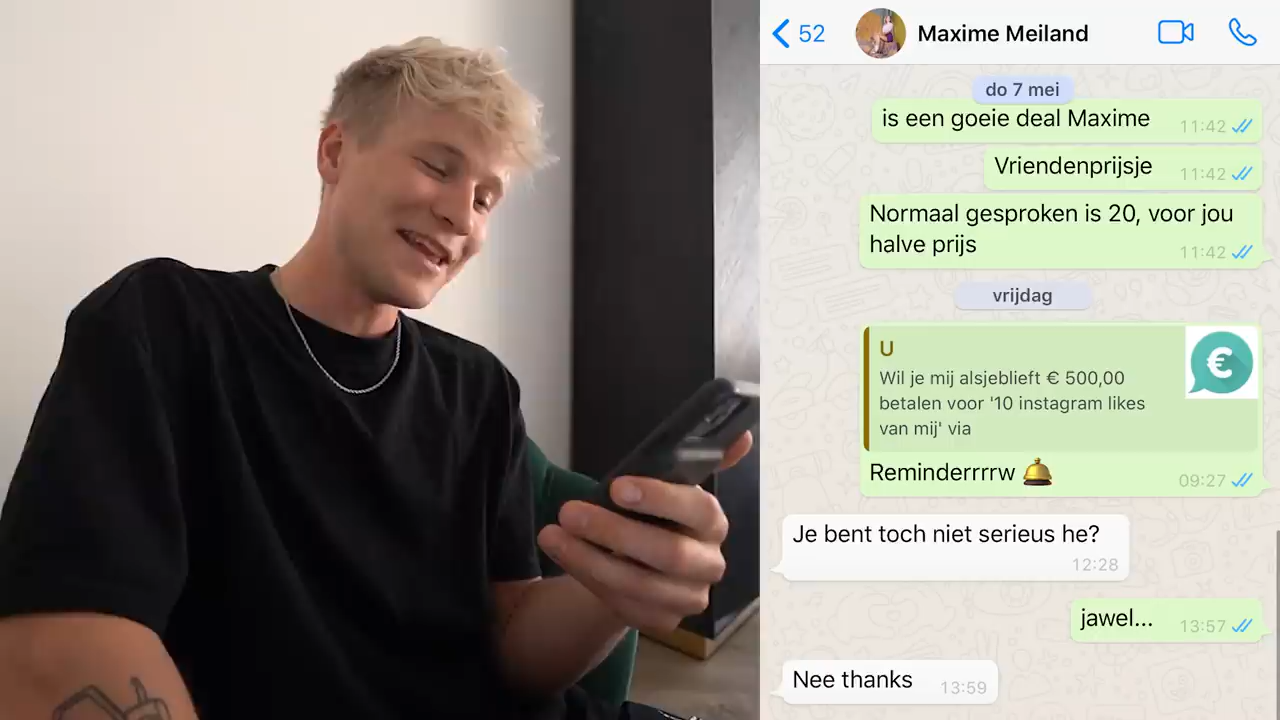 52
Maxime Meiland
do 7 mei
is een goeie deal Maxime
11:42
Vriendenprijsje
11:42
Normaal gesproken is 20, voor jou
halve prijs
11:42
vrijdag
U
Wil je mij alsjeblieft € 500,00
betalen voor '10 instagram likes
van mij' via
€
Reminderrrrw 🛎️
09:27
Je bent toch niet serieus he?
12:28
jawel...
13:57
Nee thanks
13:59